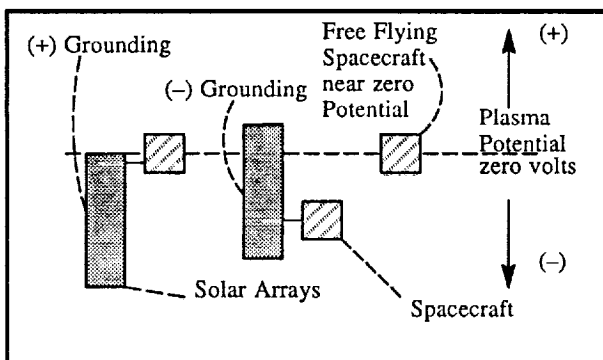 (+) Grounding
(–) Grounding
Free Flying
Spacecraft
near zero
Potential
(+)
Plasma
Potential
zero volts
(–)
Solar Arrays
Spacecraft